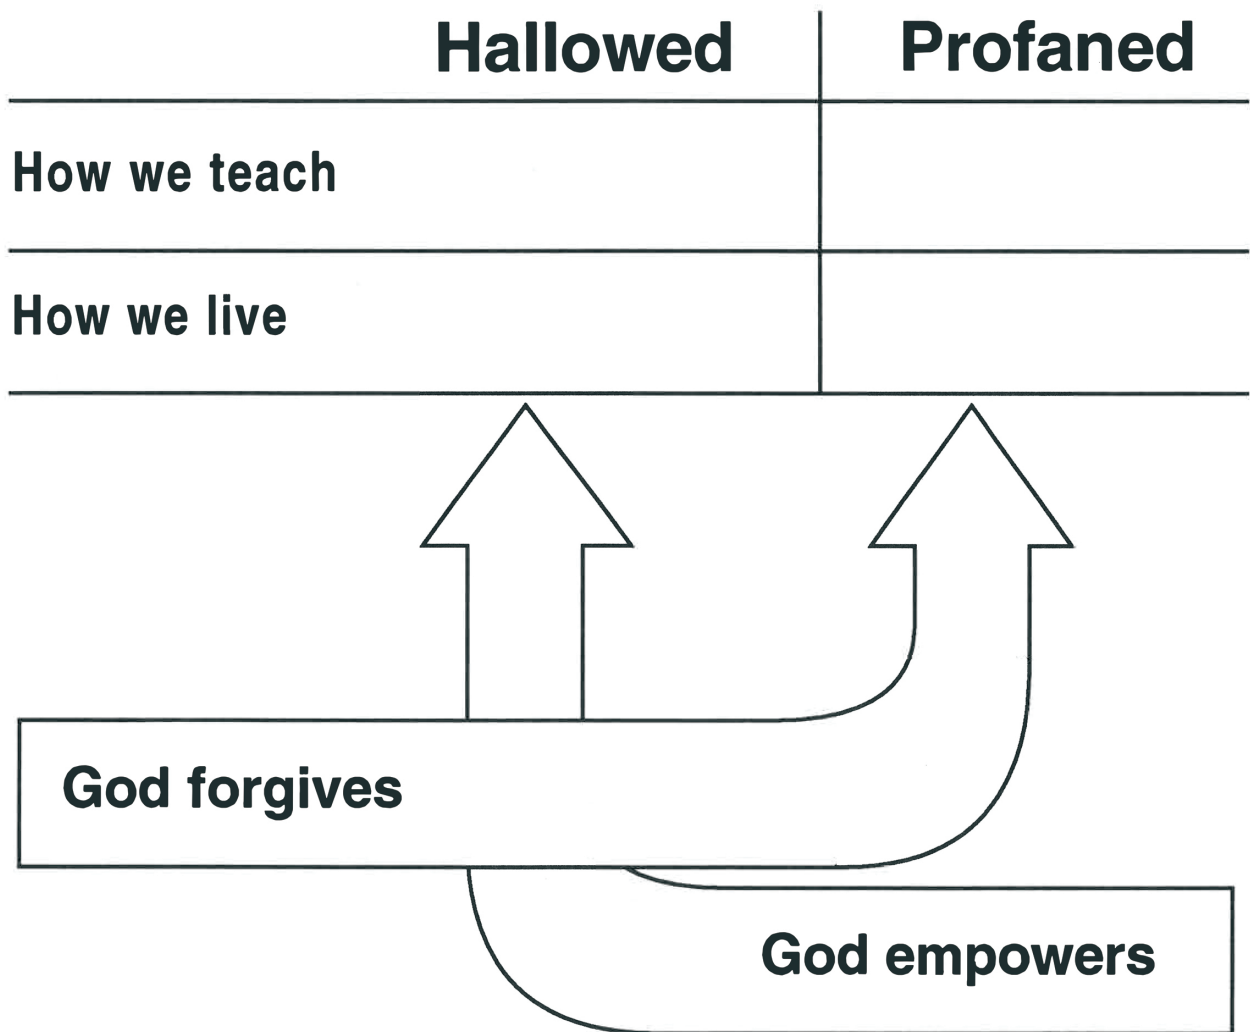 Hallowed Profaned
How we teach
How we live
God forgives
God empowers